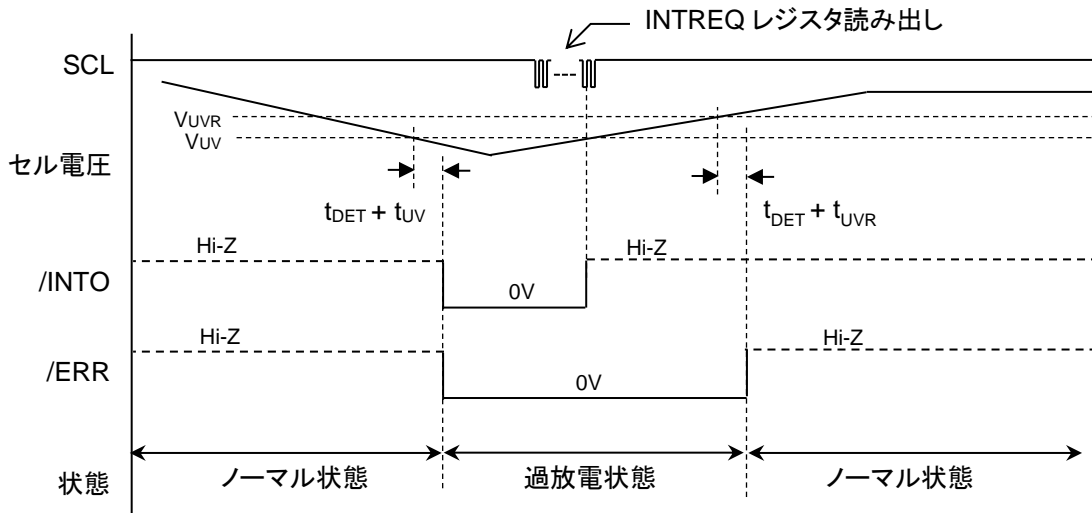 INTREQ レジスタ読み出し
SCL
VUVR
VUV
セル電圧
tDET + tUV
tDET + tUVR
Hi-Z
Hi-Z
/INTO
0V
Hi-Z
Hi-Z
/ERR
0V
状態
ノーマル状態
過放電状態
ノーマル状態